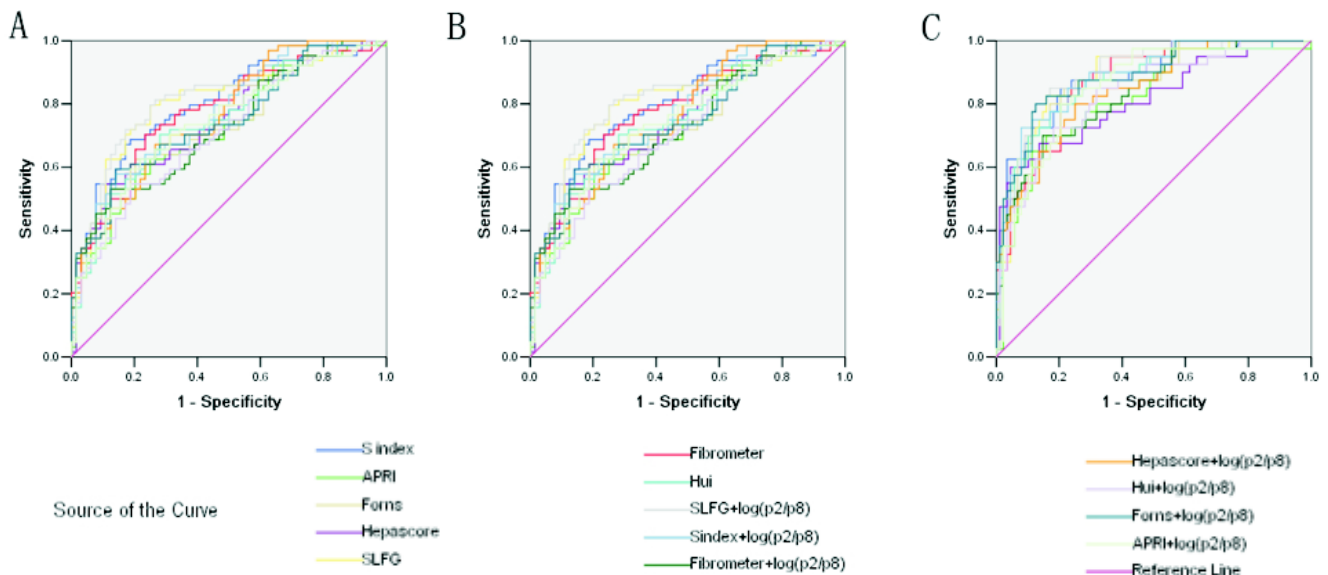 A
B
C
1.0
0.8
0.6
0.4
0.2
0.0
Sensitivity
0.0 0.2 0.4 0.6 0.8 1.0
1 - Specificity
1.0
0.8
0.6
0.4
0.2
0.0
Sensitivity
0.0 0.2 0.4 0.6 0.8 1.0
1 - Specificity
1.0
0.8
0.6
0.4
0.2
0.0
Sensitivity
0.0 0.2 0.4 0.6 0.8 1.0
1 - Specificity
Source of the Curve
S index
APRI
Forns
Hepascore
SLFG
Fibrometer
Hui
SLFG+log(p2/p8)
Sindex+log(p2/p8)
Fibrometer+log(p2/p8)
Hepascore+log(p2/p8)
Hui+log(p2/p8)
Forns+log(p2/p8)
APRI+log(p2/p8)
Reference Line